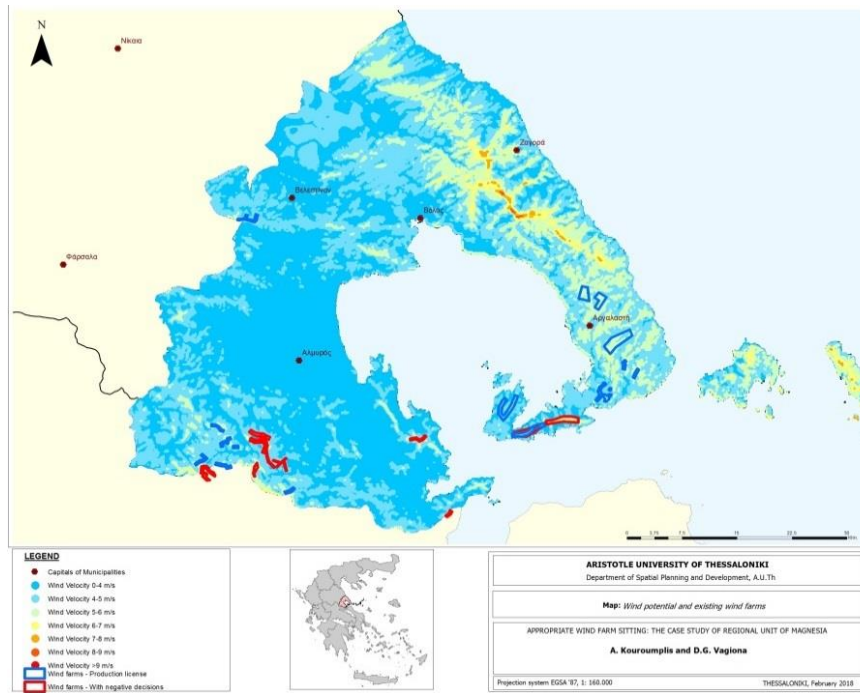 N
Νίκαια
Ζαγορά
Βελεστίνον
Βόλος
Φάρσαλα
Αργαλαστή
Αλμυρός
LEGEND
Capitals of Municipalities
Wind Velocity 0-4 m/s
Wind Velocity 4-5 m/s
Wind Velocity 5-6 m/s
Wind Velocity 6-7 m/s
Wind Velocity 7-8 m/s
Wind Velocity 8-9 m/s
Wind Velocity >9 m/s
Wind farms - Production license
Wind farms - With negative decisions
ARISTOTLE UNIVERSITY OF THESSALONIKI
Department of Spatial Planning and Development, A.U.Th
Map: Wind potential and existing wind farms
APPROPRIATE WIND FARM SITTING: THE CASE STUDY OF REGIONAL UNIT OF MAGNESIA
A. Kouroumplis and D.G. Vagiona
Projection system EGSA '87, 1: 160.000 THESSALONIKI, February 2018